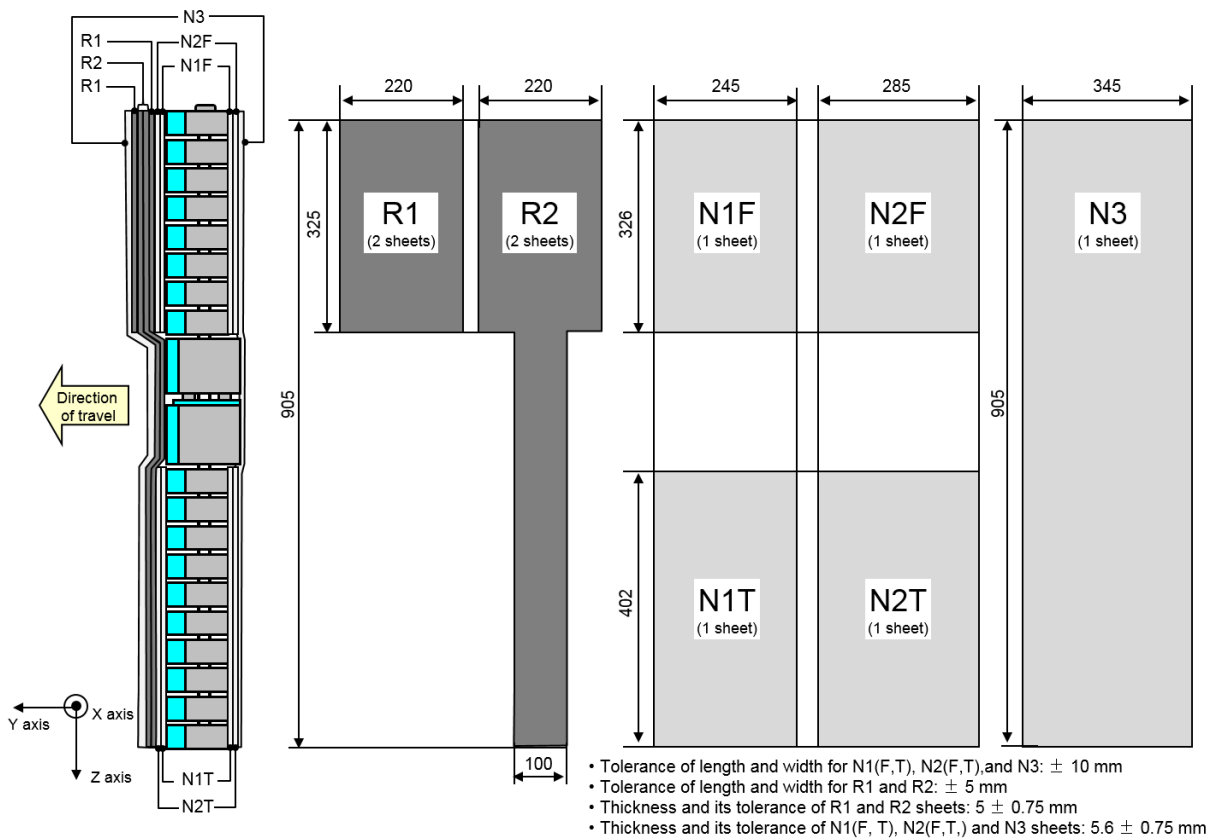 N3
R1
N2F
R2
N1F
R1
220
220
245
285
345
325
R1
(2 sheets)
R2
(2 sheets)
326
N1F
(1 sheet)
N2F
(1 sheet)
N3
(1 sheet)
Direction
of travel
905
905
402
N1T
(1 sheet)
N2T
(1 sheet)
X axis
Y axis
Z axis
N1T
N2T
100
• Tolerance of length and width for N1(F,T), N2(F,T),and N3: ± 10 mm
• Tolerance of length and width for R1 and R2: ± 5 mm
• Thickness and its tolerance of R1 and R2 sheets: 5 ± 0.75 mm
• Thickness and its tolerance of N1(F, T), N2(F,T,) and N3 sheets: 5.6 ± 0.75 mm